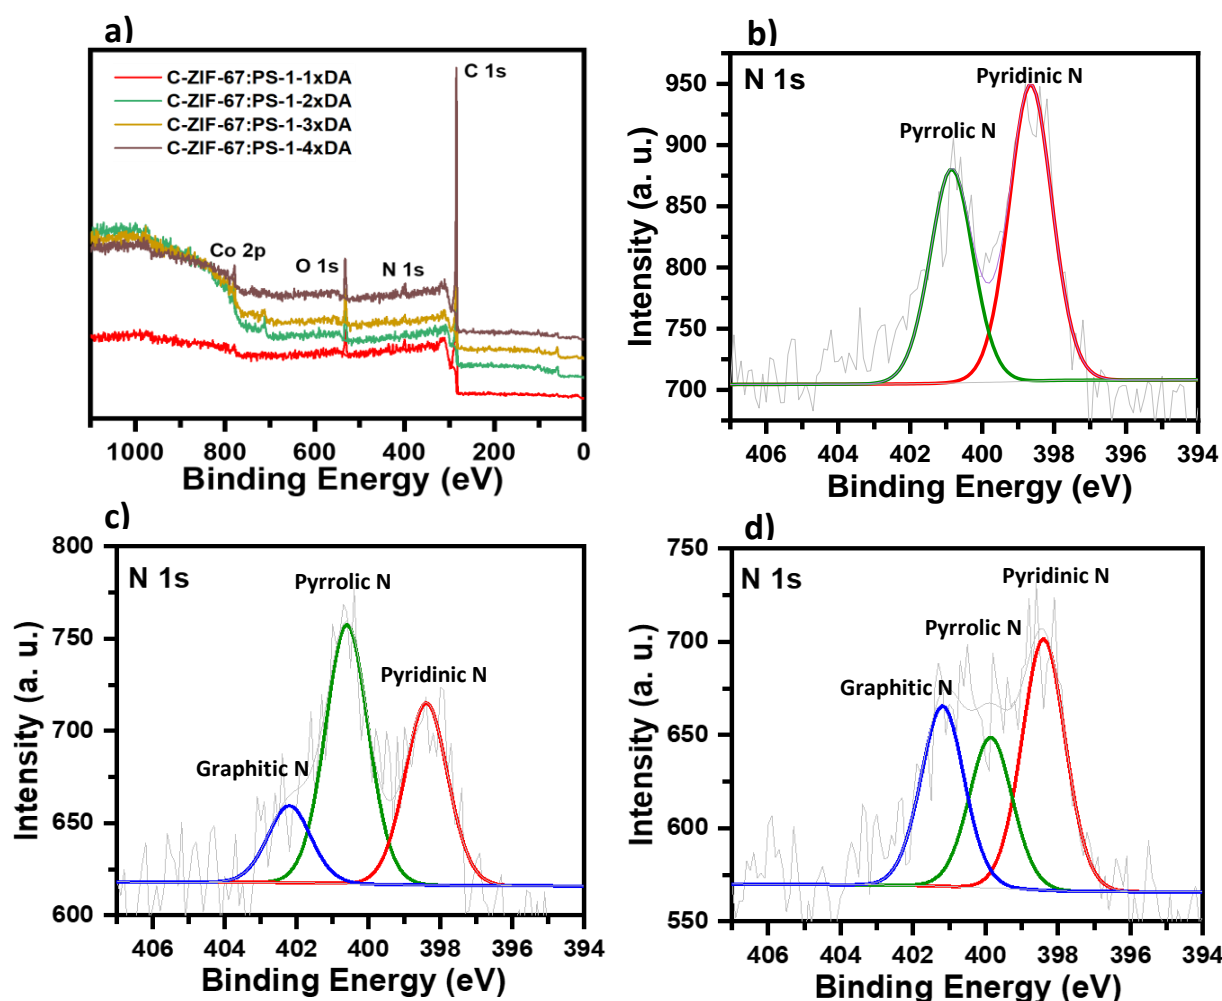 a)
C-ZIF-67:PS-1-1xDA
C-ZIF-67:PS-1-2xDA
C-ZIF-67:PS-1-3xDA
C-ZIF-67:PS-1-4xDA
C 1s
Co 2p
O 1s
N 1s
1000 800 600 400 200 0
Binding Energy (eV)
b)
N 1s
Pyridinic N
Pyrrolic N
950
900
850
800
750
700
Intensity (a. u.)
406 404 402 400 398 396 394
Binding Energy (eV)
c)
N 1s
Pyrrolic N
Pyridinic N
Graphitic N
800
750
700
650
600
Intensity (a. u.)
406 404 402 400 398 396 394
Binding Energy (eV)
d)
N 1s
Pyridinic N
Pyrrolic N
Graphitic N
750
700
650
600
550
Intensity (a. u.)
406 404 402 400 398 396 394
Binding Energy (eV)